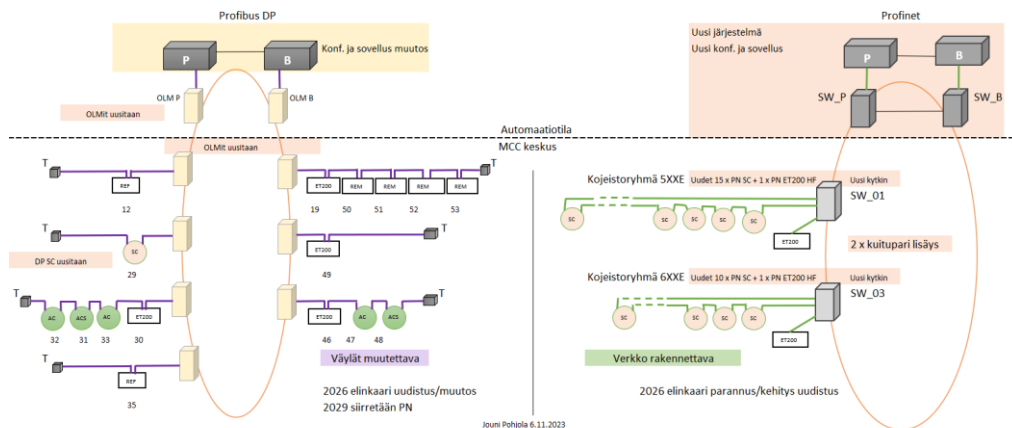 Profibus DP
Konf. ja sovellus muutos
P
B
OLM P
OLM B
OLMit uusitaan
Automaatiotila
MCC keskus
OLMit uusitaan
T
REP
12
T
ET200
REM
REM
REM
REM
19
50
51
52
53
T
SC
29
DP SC uusitaan
T
ET200
49
T
AC
ACS
AC
ET200
32
31
33
30
T
ET200
AC
ACS
46
47
48
T
REP
35
Väylät muutettava
2026 elinkaari uudistus/muutos
2029 siirretään PN
Profinet
Uusi järjestelmä
Uusi konf. ja sovellus
P
B
SW_P
SW_B
Kojeistoryhmä 5XXE
Uudet 15 x PN SC + 1 x PN ET200 HF
Uusi kytkin
SW_01
SC
SC
SC
SC
SC
ET200
2 x kuitupari lisäys
Kojeistoryhmä 6XXE
Uudet 10 x PN SC + 1 x PN ET200 HF
Uusi kytkin
SW_03
SC
SC
SC
SC
ET200
Verkko rakennettava
2026 elinkaari parannus/kehitys uudistus
Jouni Pohjola 6.11.2023